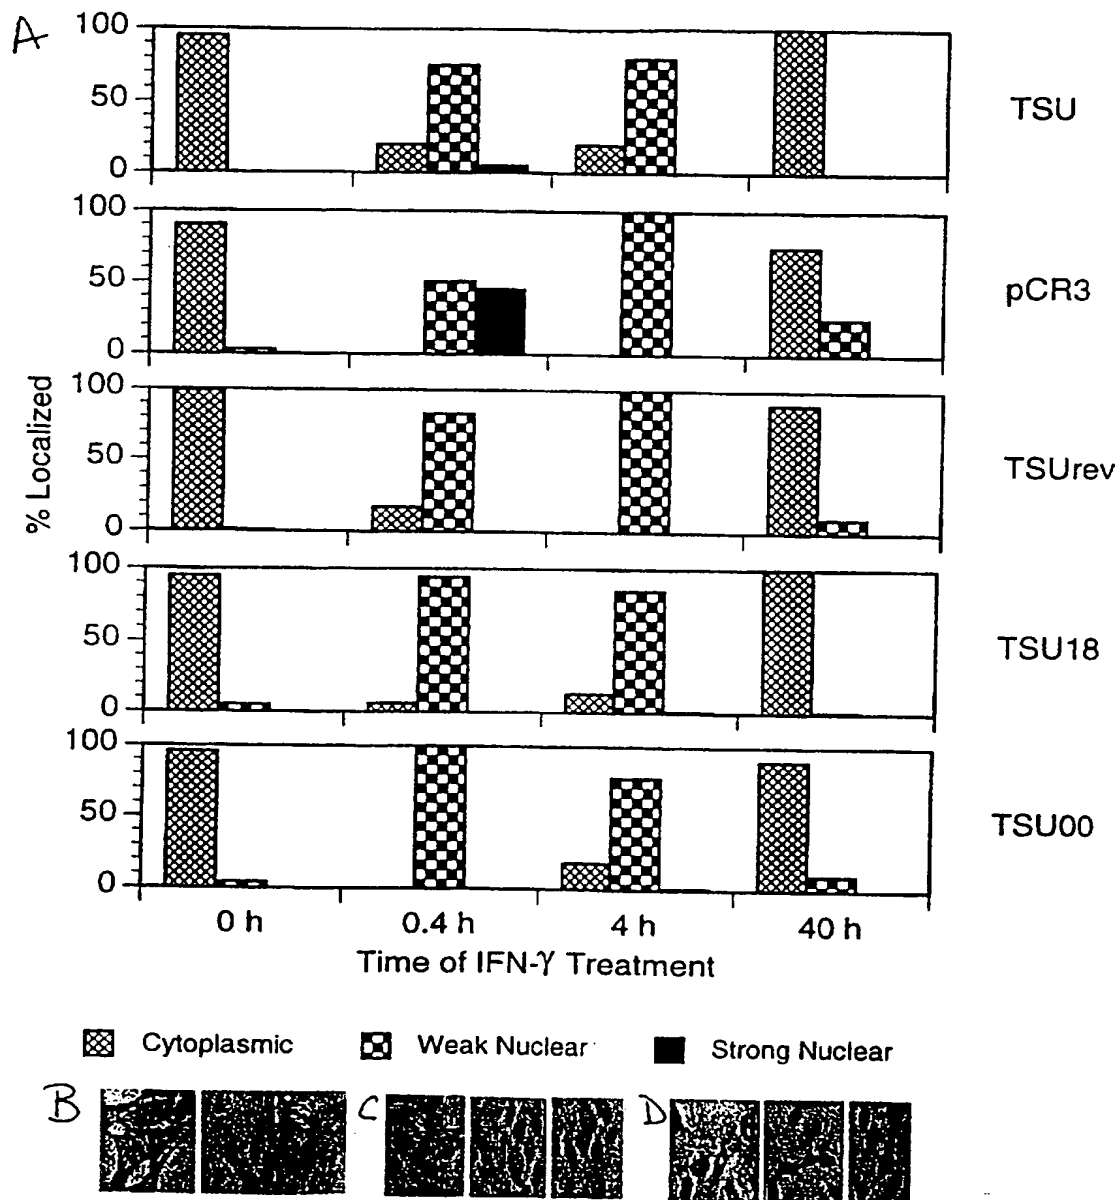 A
100
50
0
TSU
100
50
0
pCR3
100
50
0
TSUrev
% Localized
100
50
0
TSU18
100
50
0
TSU00
0 h 0.4 h 4 h 40 h
Time of IFN-γ Treatment
Cytoplasmic Weak Nuclear Strong Nuclear
B C D